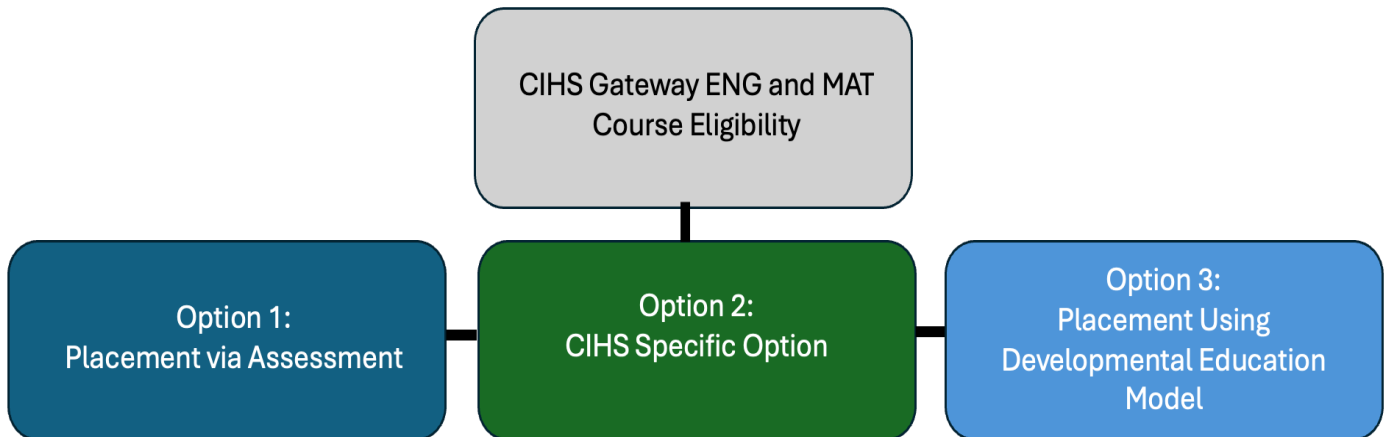 CIHS Gateway ENG and MAT
Course Eligibility
Option 1:
Placement via Assessment
Option 2:
CIHS Specific Option
Option 3:
Placement Using
Developmental Education
Model